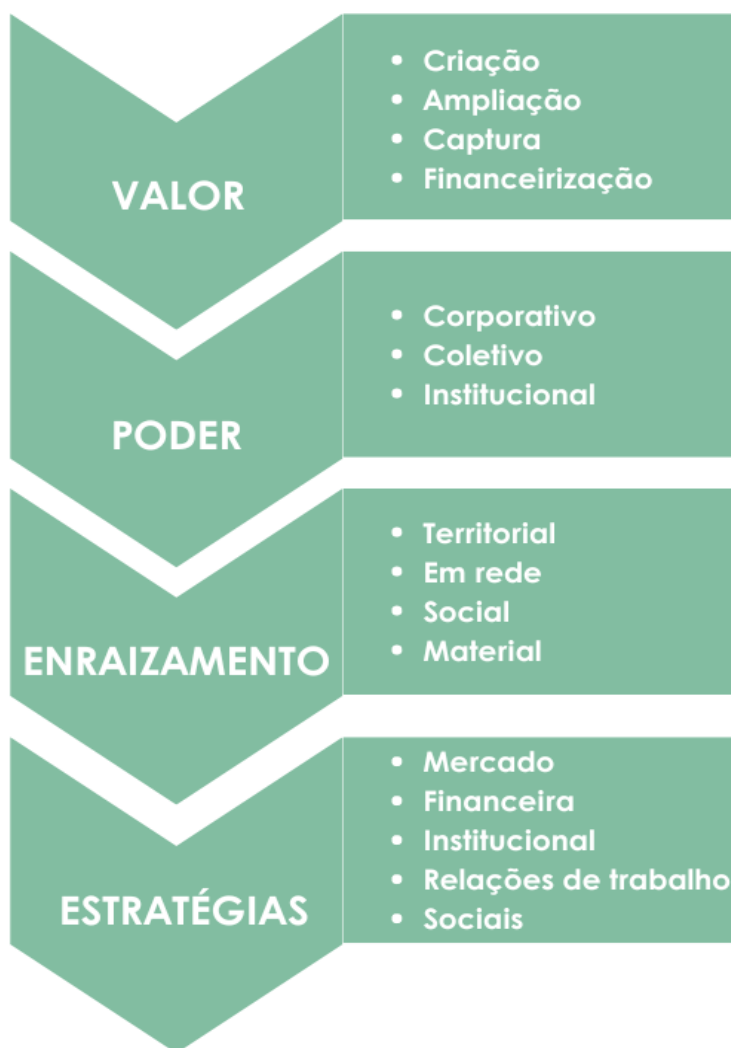 VALOR
• Criação
• Ampliação
• Captura
• Financeirização
PODER
• Corporativo
• Coletivo
• Institucional
ENRAIZAMENTO
• Territorial
• Em rede
• Social
• Material
ESTRATÉGIAS
• Mercado
• Financeira
• Institucional
• Relações de trabalho
• Sociais